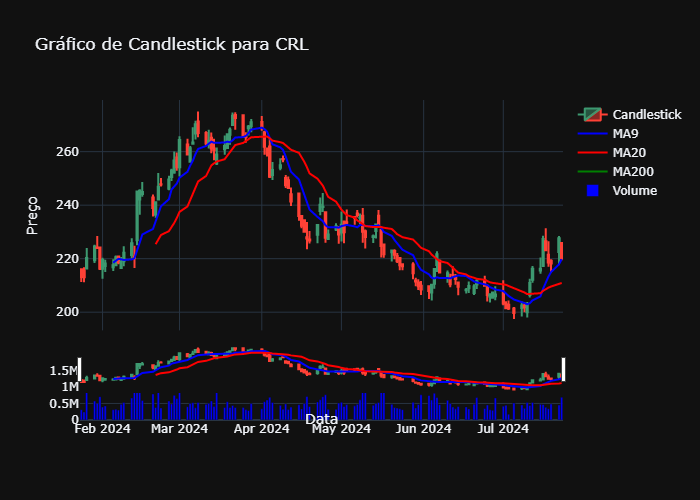 Gráfico de Candlestick para CRL
Candlestick
MA9
MA20
MA200
Volume
Preço
260
240
220
200
1.5M
1M
0.5M
0
Data
Feb 2024
Mar 2024
Apr 2024
May 2024
Jun 2024
Jul 2024